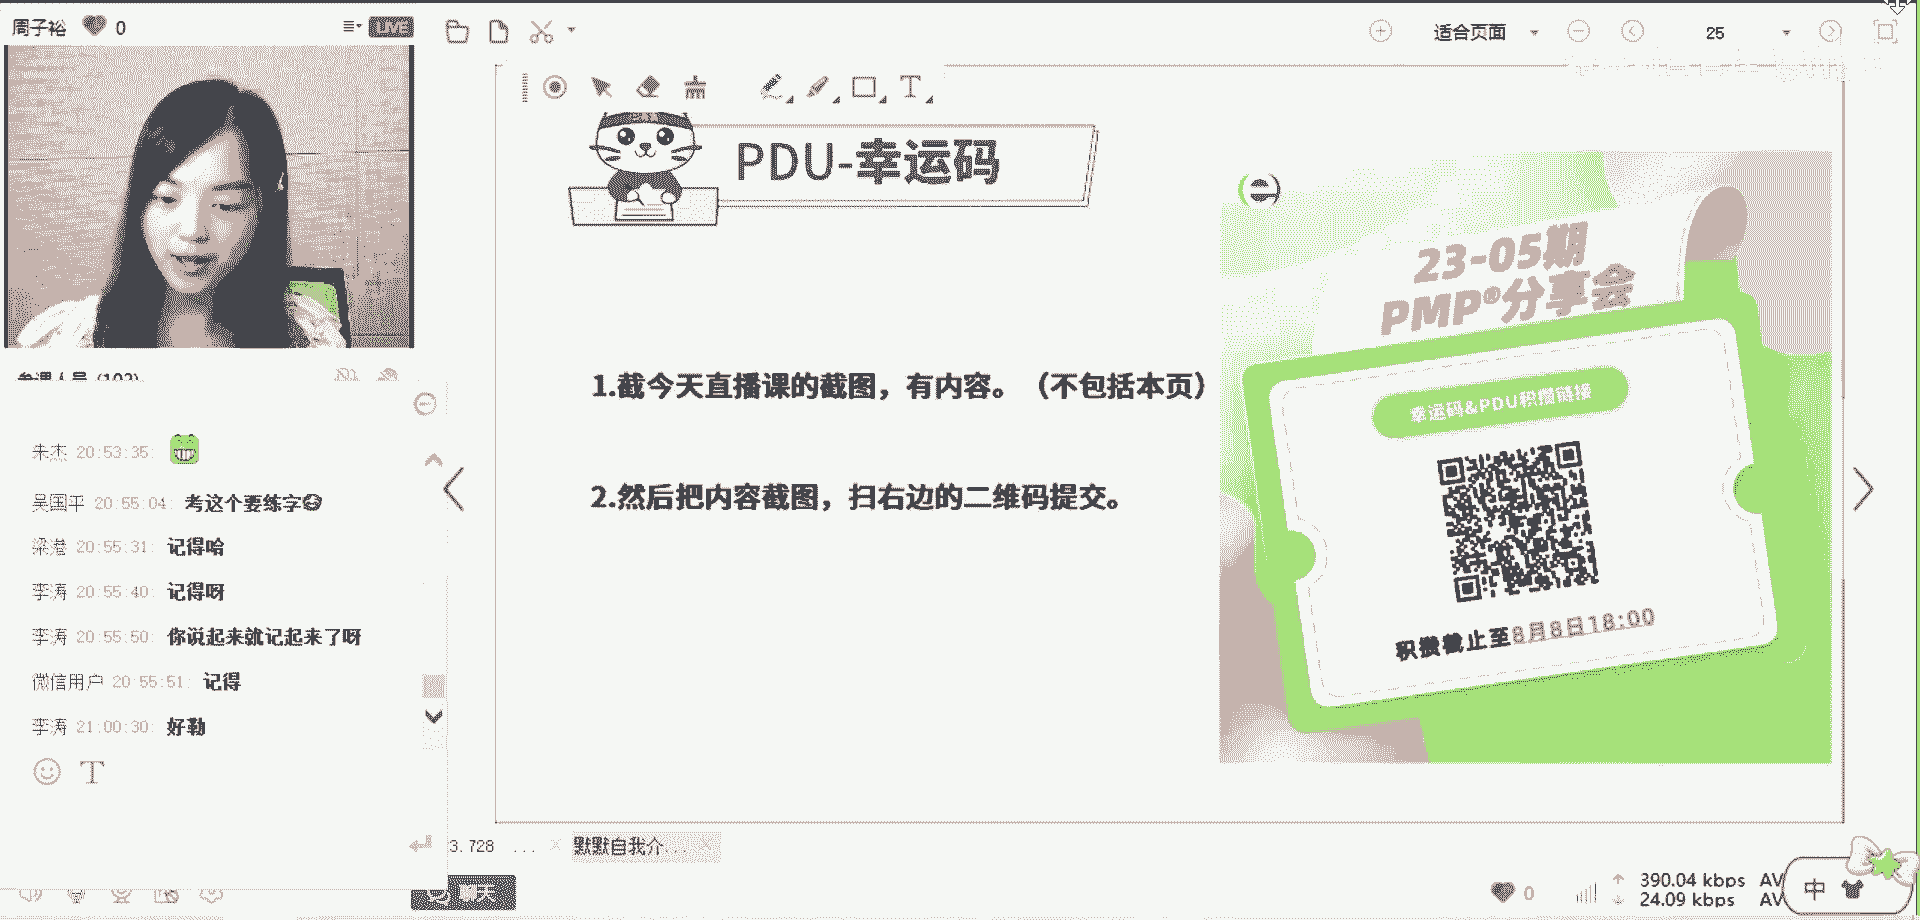 周子裕 0 LIVE
适合页面 25
PDU-幸运码
23-05期
PMP®分享会
1.截今天直播课的截图，有内容。（不包括本页）
幸运码&PDU积攒链接
2.然后把内容截图，扫右边的二维码提交。
积攒截止至8月8日18:00
参课人员 (102)
朱杰 20:53:35:
吴国平 20:55:04: 考这个要练字
梁港 20:55:31: 记得哈
李涛 20:55:40: 记得呀
李涛 20:55:50: 你说起来就记起来了呀
微信用户 20:55:51: 记得
李涛 21:00:30: 好勒
3.728 ... 默默自我介...
聊天
0 390.04 kbps AV
24.09 kbps AV
中